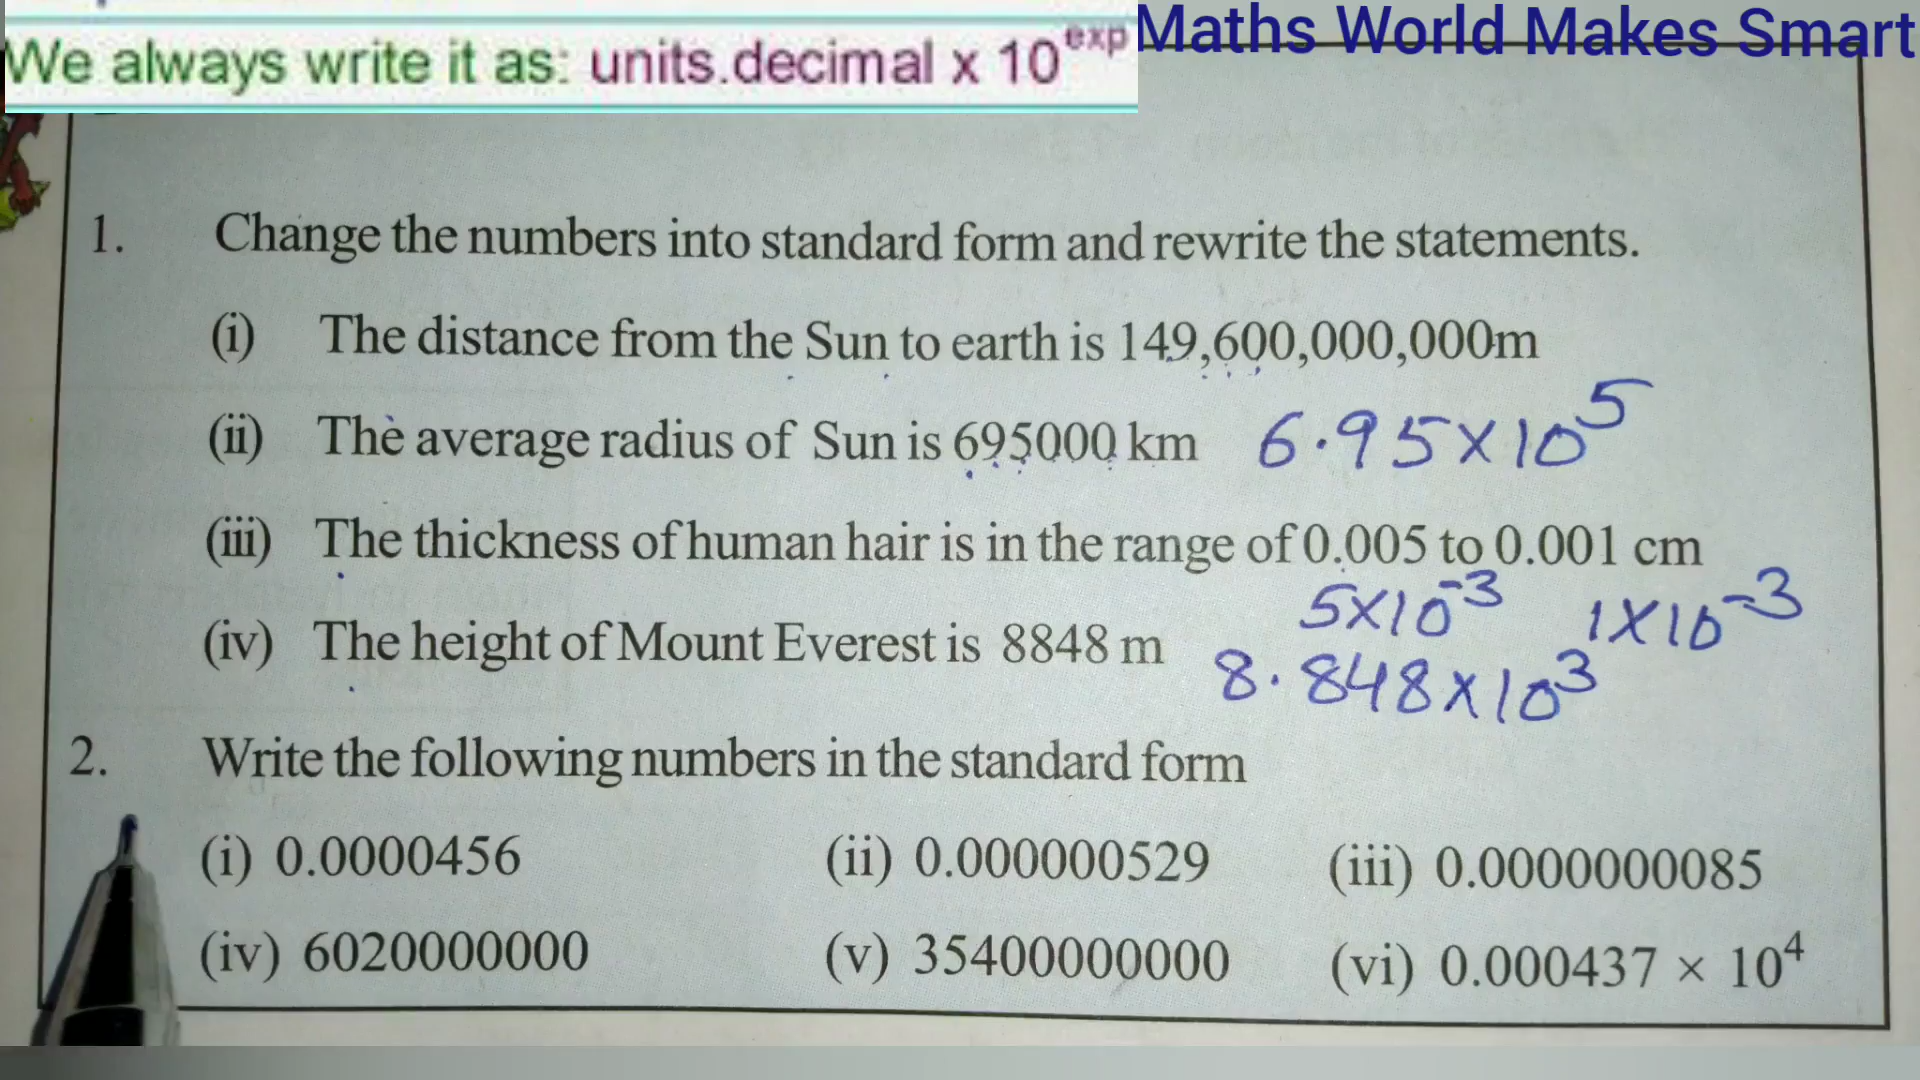 We always write it as: units.decimal x 10^exp
Maths World Makes Smart
1. Change the numbers into standard form and rewrite the statements.
(i) The distance from the Sun to earth is 149,600,000,000m
(ii) The average radius of Sun is 695000 km 6.95×10^5
(iii) The thickness of human hair is in the range of 0.005 to 0.001 cm
5×10^-3 1×10^-3
(iv) The height of Mount Everest is 8848 m 8.848×10^3
2. Write the following numbers in the standard form
(i) 0.0000456 (ii) 0.000000529 (iii) 0.0000000085
(iv) 6020000000 (v) 35400000000 (vi) 0.000437 × 10^4